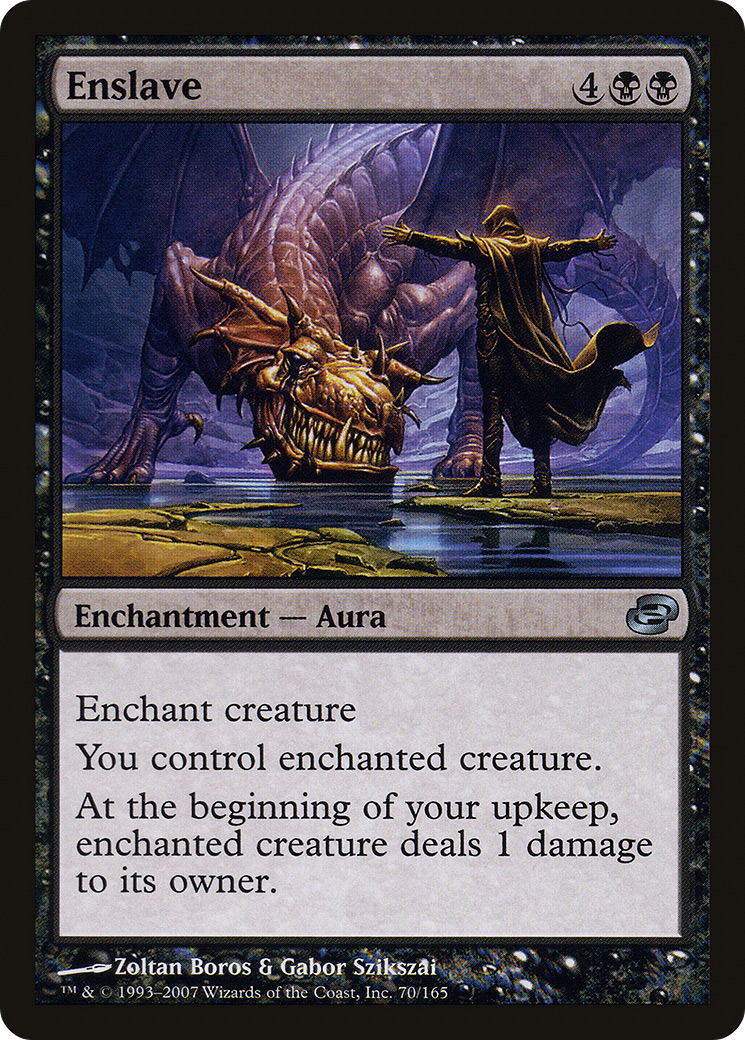 Enslave 4
Enchantment — Aura
Enchant creature
You control enchanted creature.
At the beginning of your upkeep,
enchanted creature deals 1 damage
to its owner.
Zoltan Boros & Gabor Szikszai
™ & © 1993–2007 Wizards of the Coast, Inc. 70/165